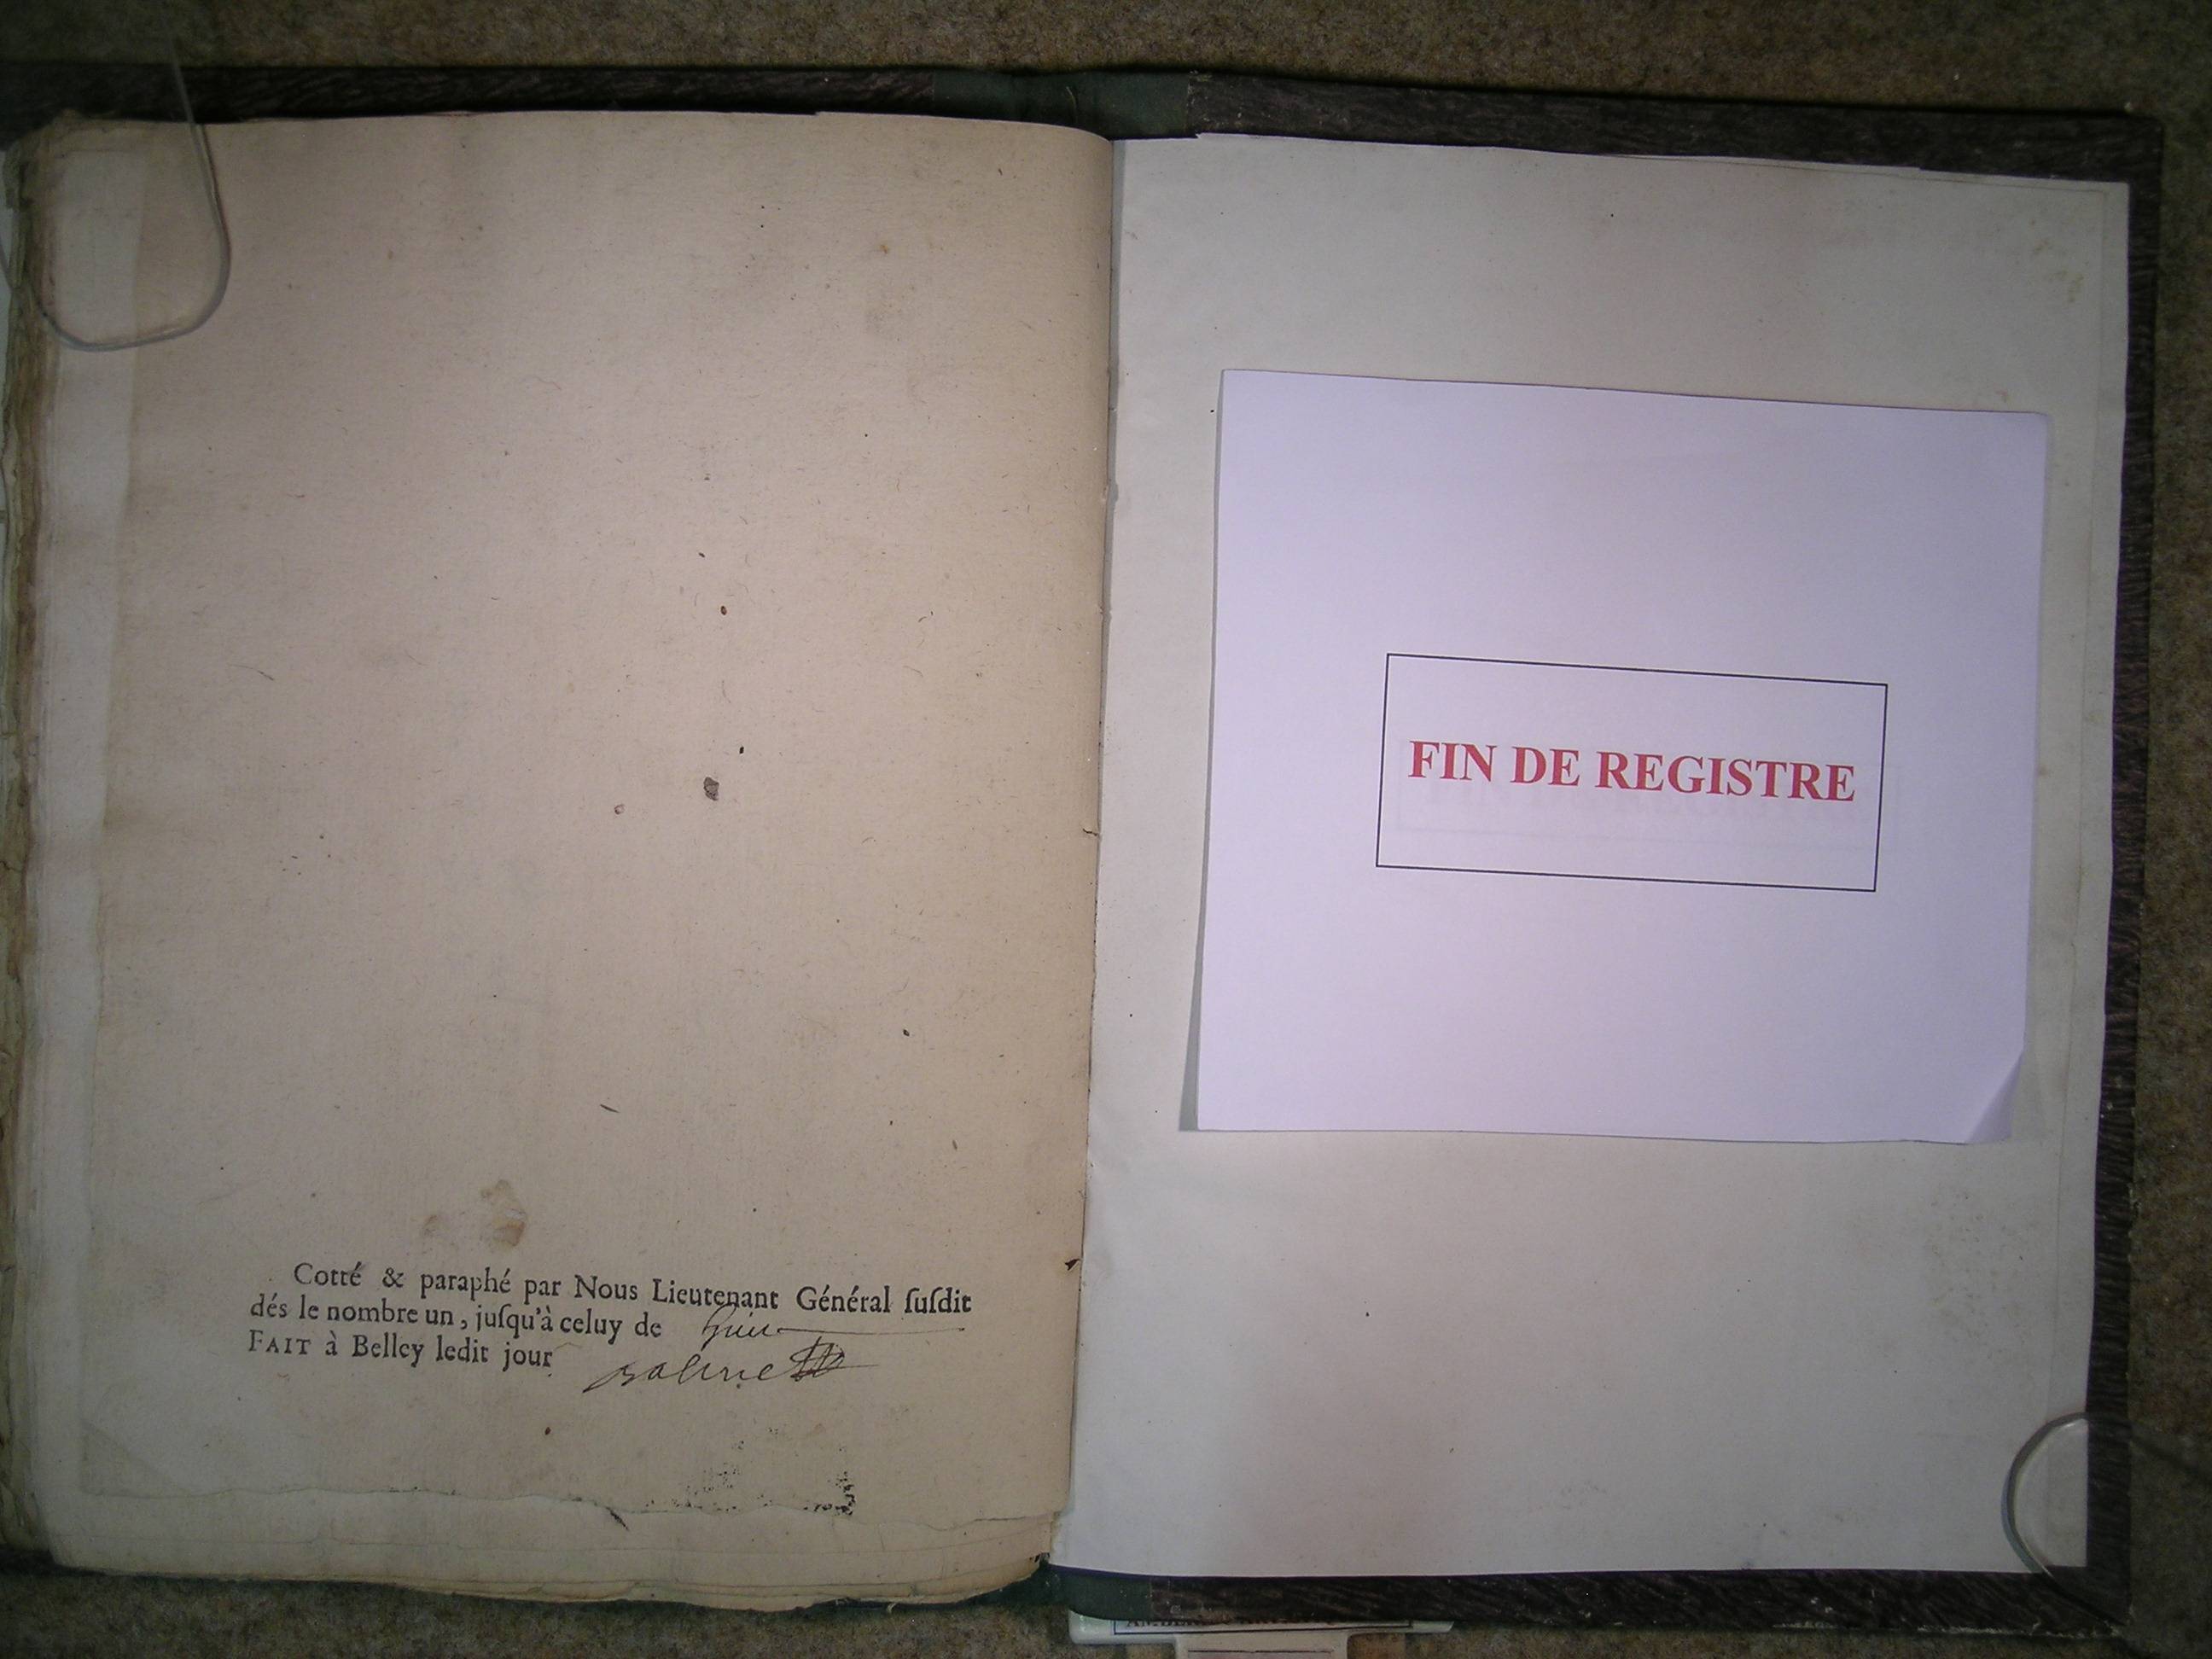 Cotté & paraphé par Nous Lieutenant Général ſuſdit
dés le nombre un, juſqu'à celuy de huit
FAIT à Belley ledit jour
FIN DE REGISTRE